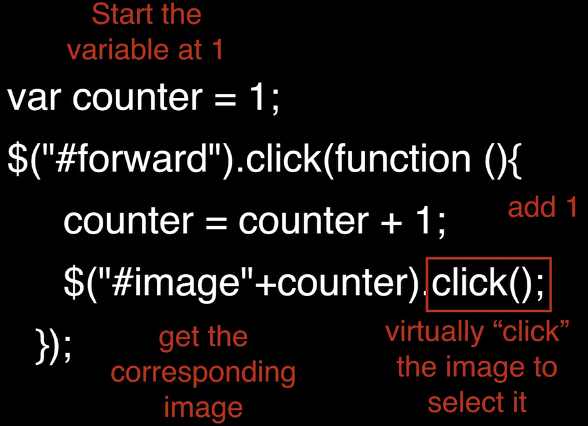 Start the
variable at 1
var counter = 1;
$("#forward").click(function (){
counter = counter + 1;
add 1
$("#image"+counter).click();
});
get the
corresponding
image
virtually “click”
the image to
select it